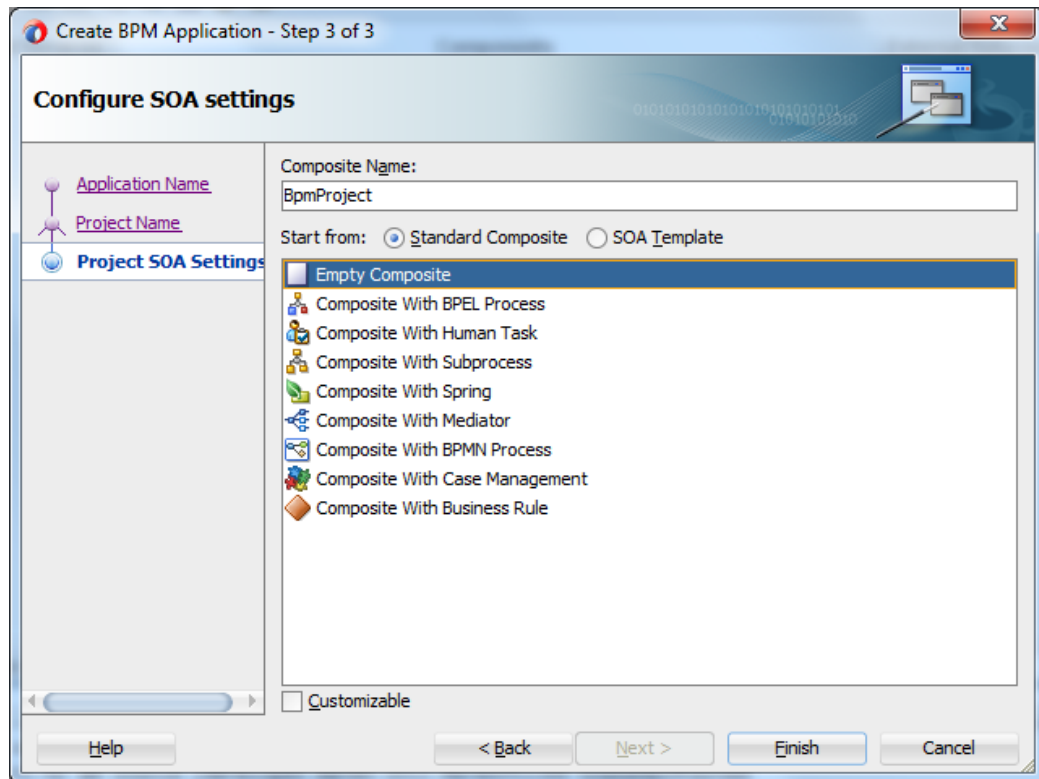 Create BPM Application - Step 3 of 3
Configure SOA settings
Application Name
Project Name
Project SOA Settings
Composite Name:
BpmProject
Start from: Standard Composite SOA Template
Empty Composite
Composite With BPEL Process
Composite With Human Task
Composite With Subprocess
Composite With Spring
Composite With Mediator
Composite With BPMN Process
Composite With Case Management
Composite With Business Rule
Customizable
Help < Back Next > Finish Cancel